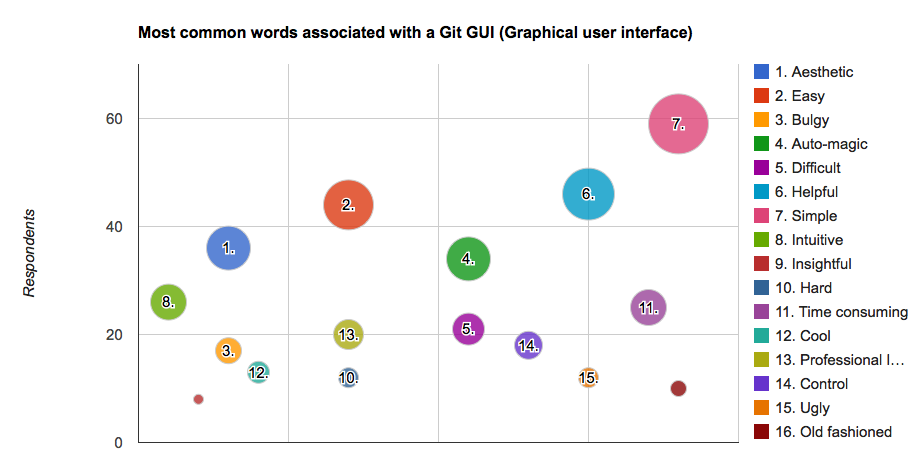 Most common words associated with a Git GUI (Graphical user interface)
Respondents
60
40
20
0
7.
6.
2.
1.
4.
8.
11.
5.
13.
14.
3.
12.
10.
15.
1. Aesthetic
2. Easy
3. Bulgy
4. Auto-magic
5. Difficult
6. Helpful
7. Simple
8. Intuitive
9. Insightful
10. Hard
11. Time consuming
12. Cool
13. Professional l…
14. Control
15. Ugly
16. Old fashioned